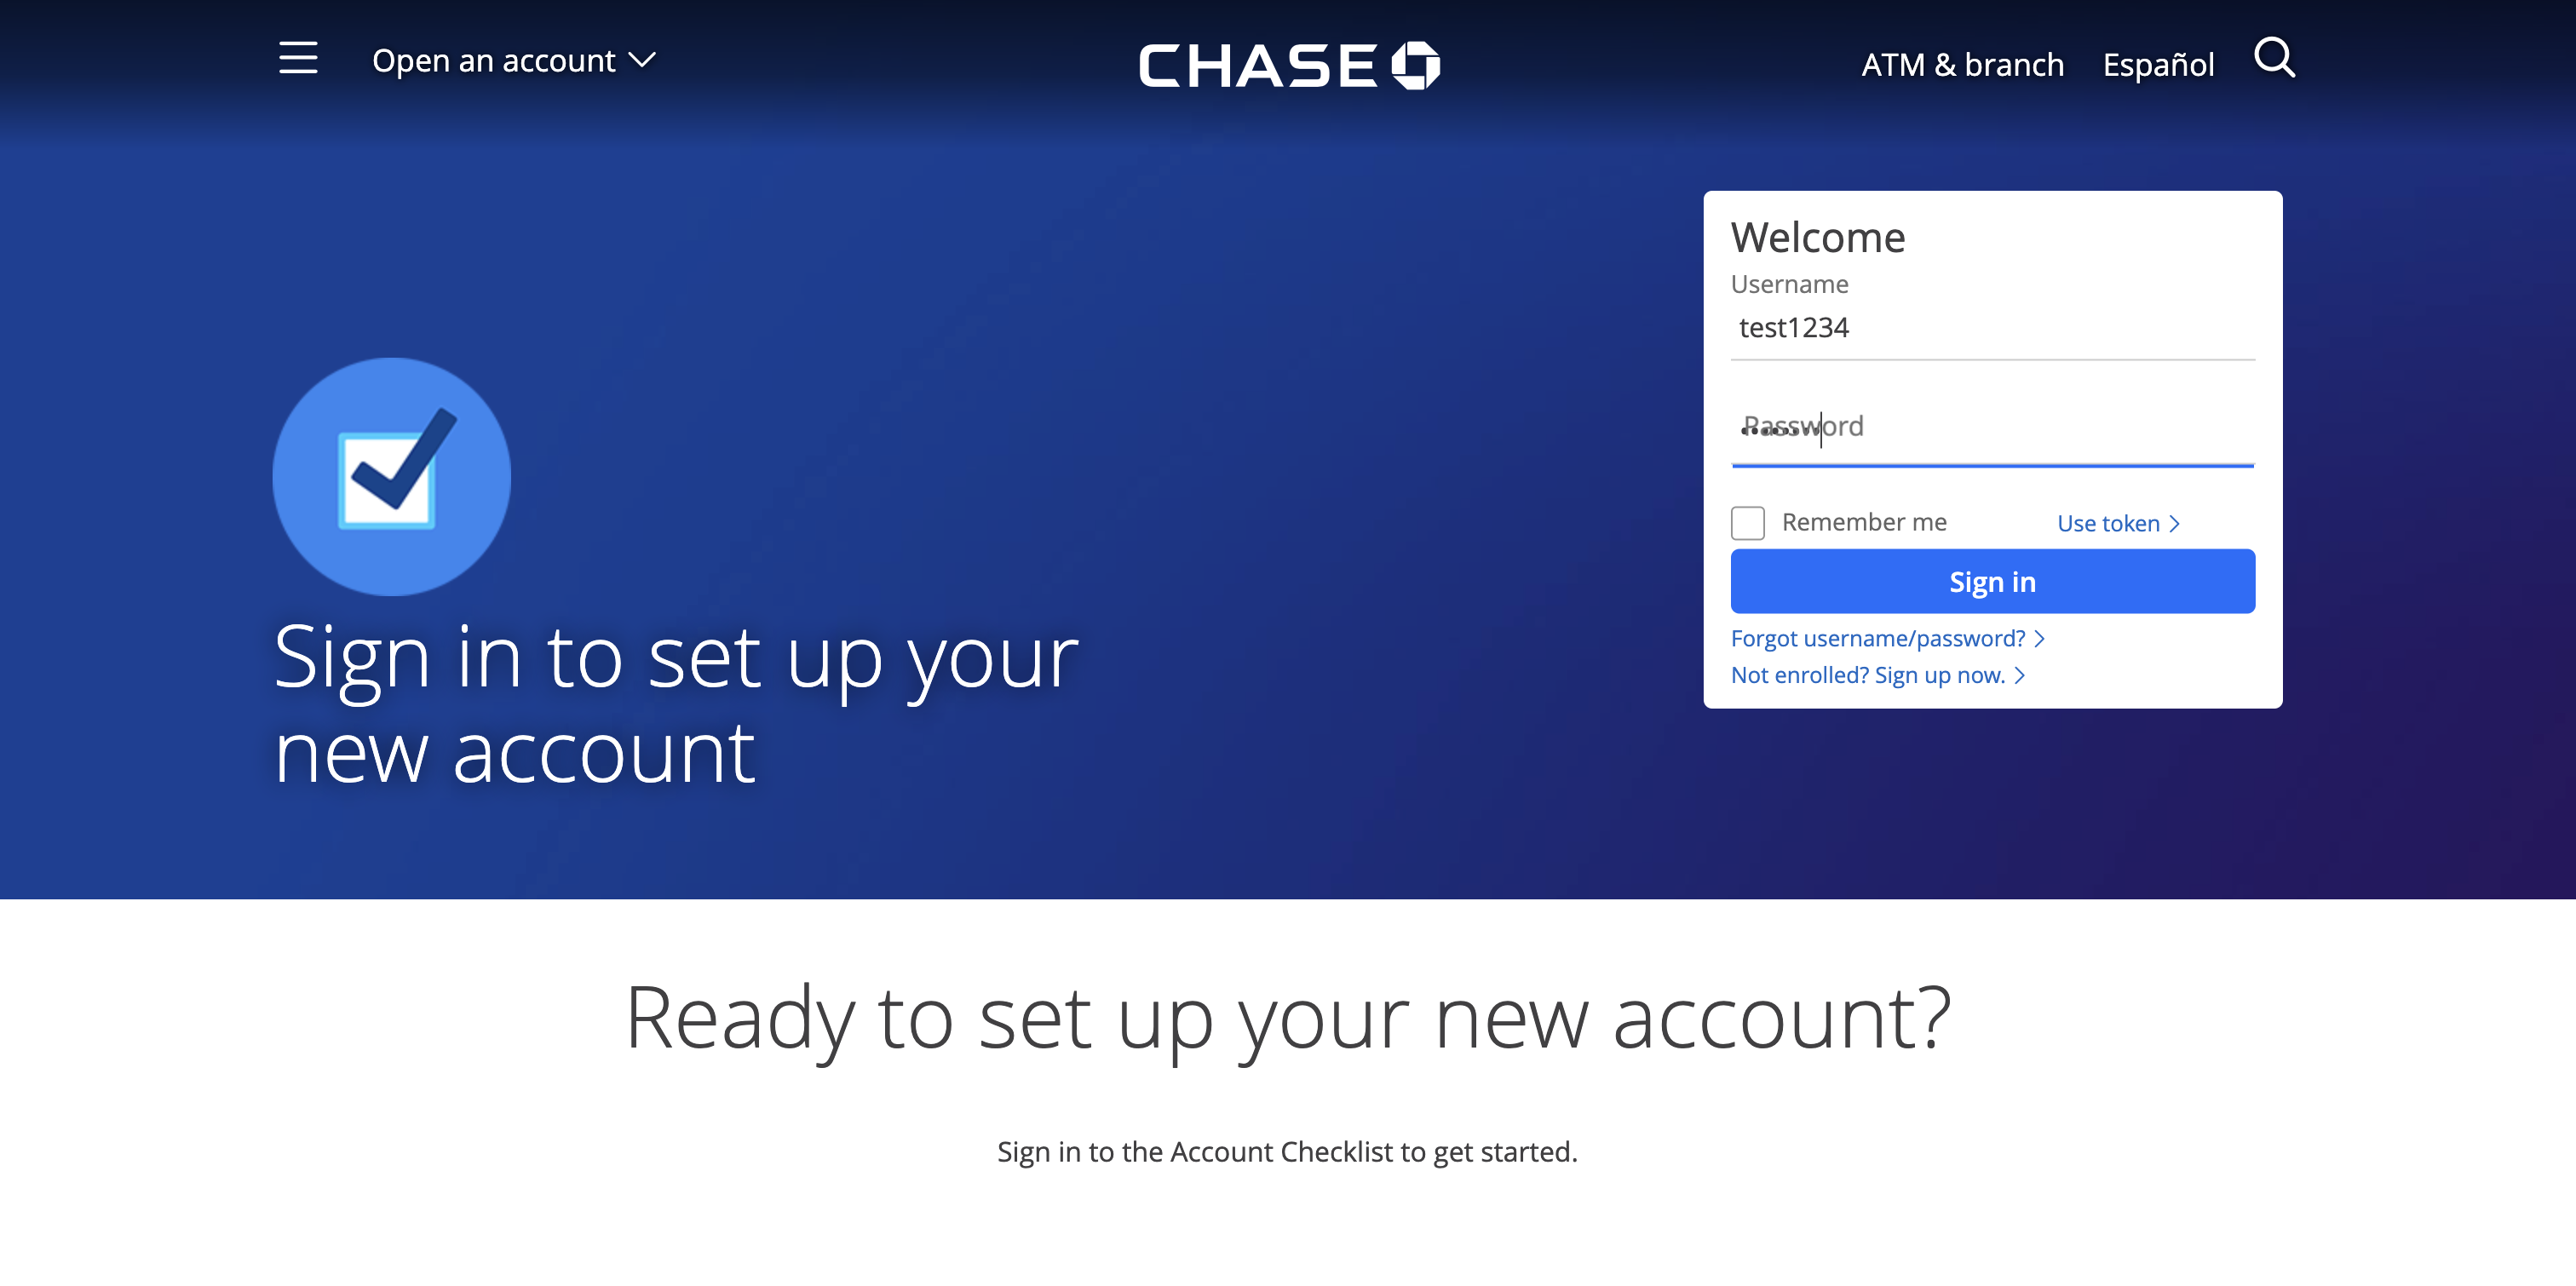 Open an account
CHASE
ATM & branch
Español
Welcome
Username
test1234
Password
Remember me
Use token
Sign in
Forgot username/password?
Not enrolled? Sign up now.
Sign in to set up your
new account
Ready to set up your new account?
Sign in to the Account Checklist to get started.